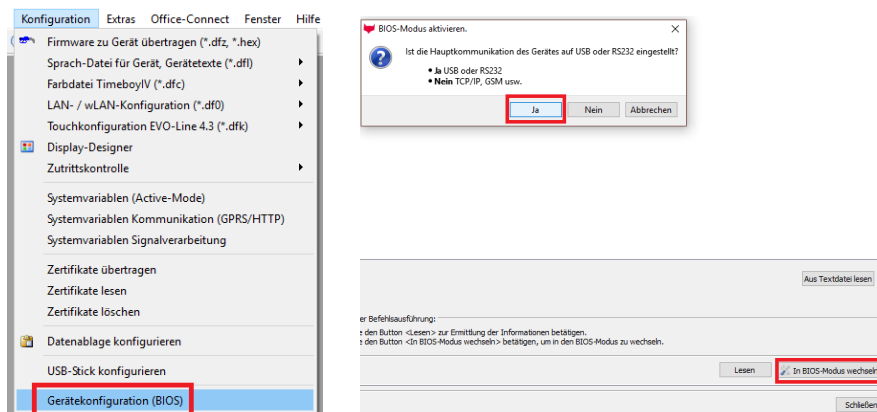 Konfiguration Extras Office-Connect Fenster Hilfe
Firmware zu Gerät übertragen (*.dfz, *.hex)
Sprach-Datei für Gerät, Gerätetexte (*.dfl)
Farbdatei TimeboyIV (*.dfc)
LAN- / wLAN-Konfiguration (*.df0)
Touchkonfiguration EVO-Line 4.3 (*.dfk)
Display-Designer
Zutrittskontrolle
Systemvariablen (Active-Mode)
Systemvariablen Kommunikation (GPRS/HTTP)
Systemvariablen Signalverarbeitung
Zertifikate übertragen
Zertifikate lesen
Zertifikate löschen
Datenablage konfigurieren
USB-Stick konfigurieren
Gerätekonfiguration (BIOS)
BIOS-Modus aktivieren.
Ist die Hauptkommunikation des Gerätes auf USB oder RS232 eingestellt?
• Ja USB oder RS232
• Nein TCP/IP, GSM usw.
Ja Nein Abbrechen
Aus Textdatei lesen
er Befehlsausführung:
e den Button <Lesen> zur Ermittlung der Informationen betätigen.
e den Button <In BIOS-Modus wechseln> betätigen, um in den BIOS-Modus zu wechseln.
Lesen In BIOS-Modus wechseln
Schließen